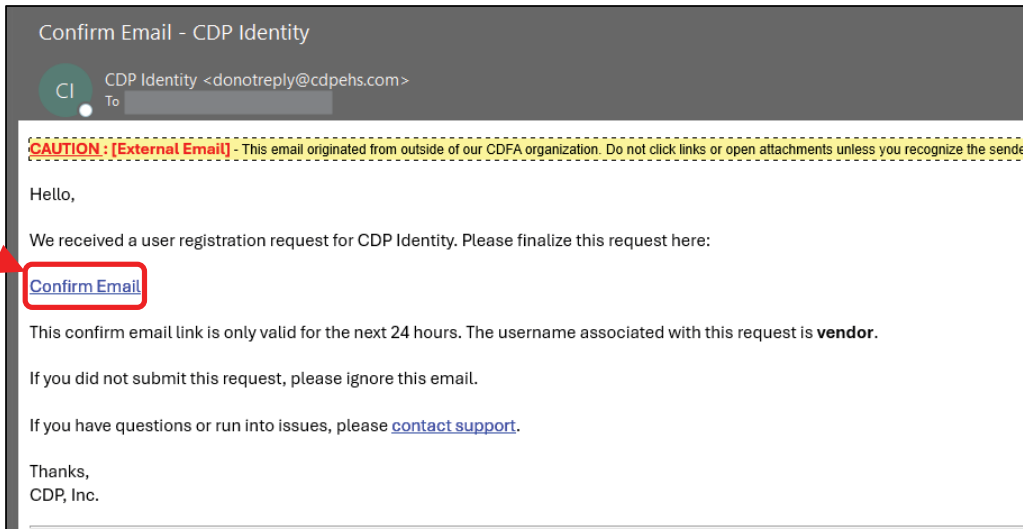 Confirm Email - CDP Identity
CI
CDP Identity <donotreply@cdpehs.com>
To
CAUTION : [External Email] - This email originated from outside of our CDFA organization. Do not click links or open attachments unless you recognize the sende
Hello,
We received a user registration request for CDP Identity. Please finalize this request here:
Confirm Email
This confirm email link is only valid for the next 24 hours. The username associated with this request is vendor.
If you did not submit this request, please ignore this email.
If you have questions or run into issues, please contact support.
Thanks,
CDP, Inc.